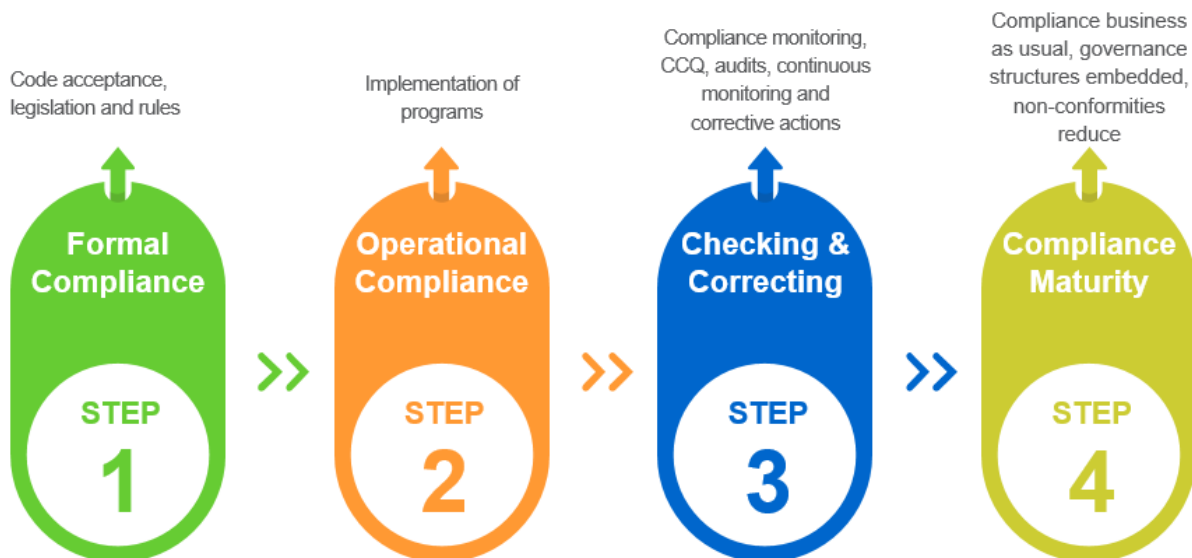 Code acceptance,
legislation and rules
Formal
Compliance
STEP
1
Implementation of
programs
Operational
Compliance
STEP
2
Compliance monitoring,
CCQ, audits, continuous
monitoring and
corrective actions
Checking &
Correcting
STEP
3
Compliance business
as usual, governance
structures embedded,
non-conformities
reduce
Compliance
Maturity
STEP
4